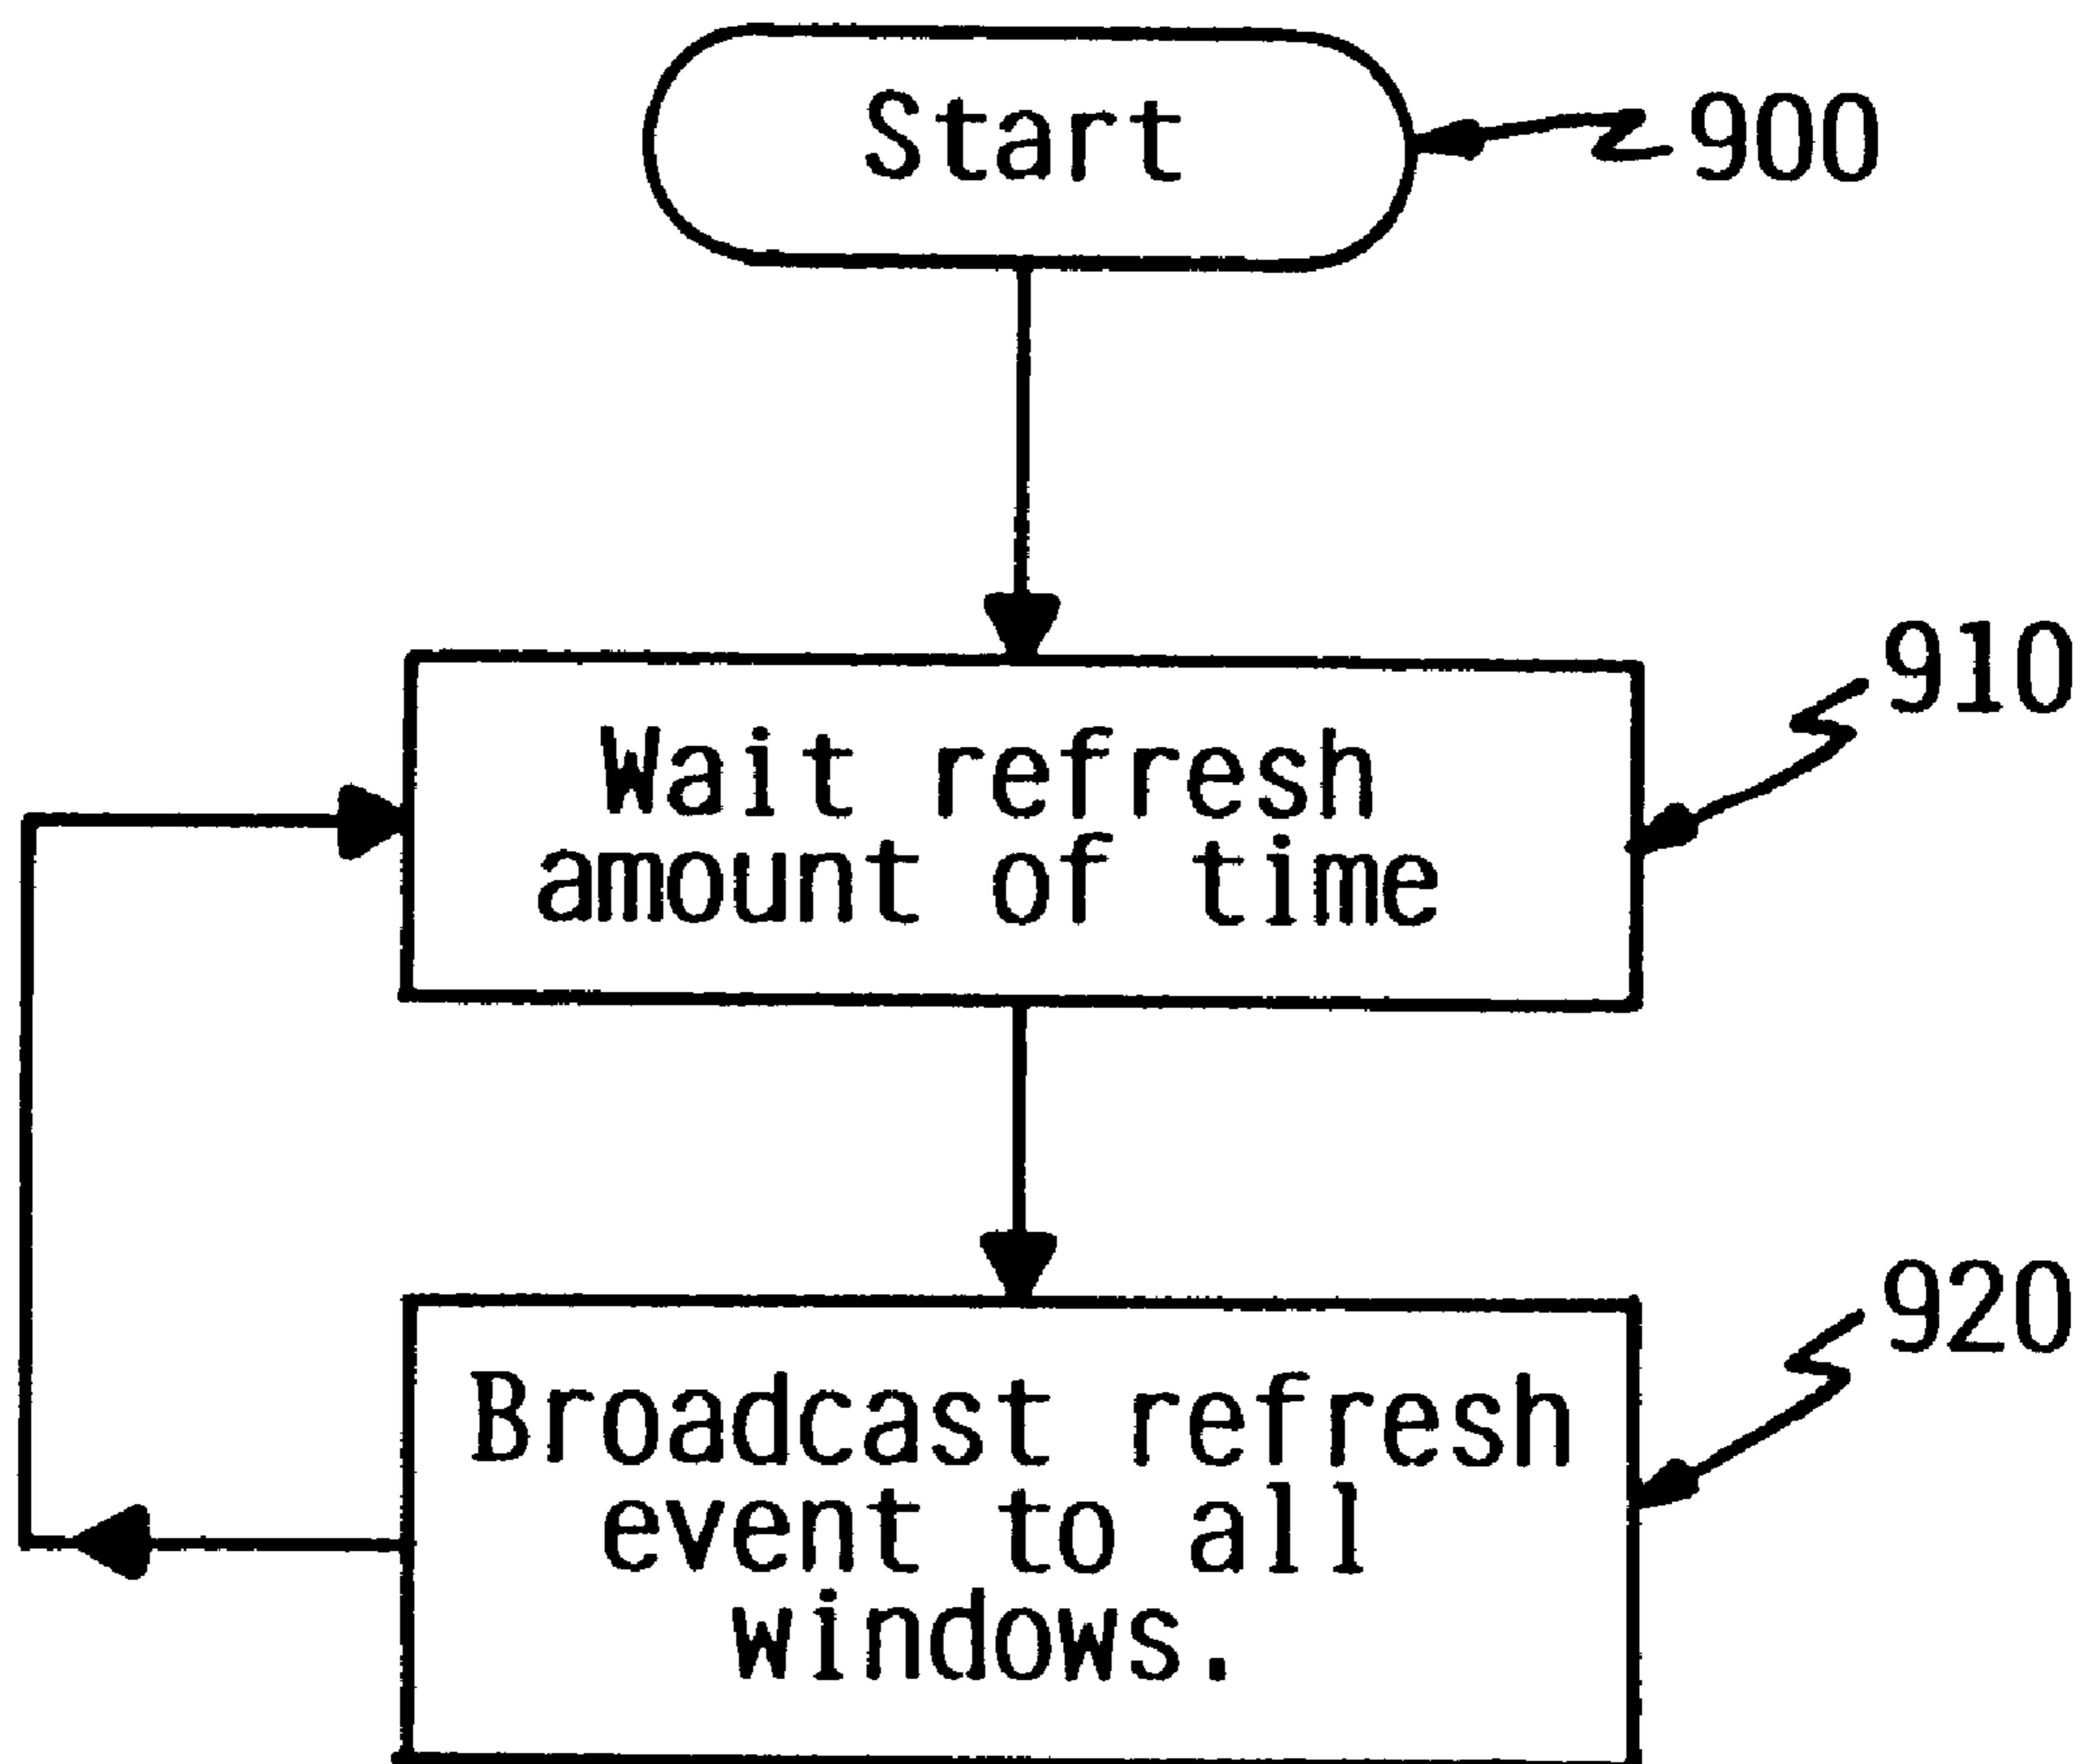 Start
900
910
Wait refresh
amount of time
920
Broadcast refresh
event to all
windows.